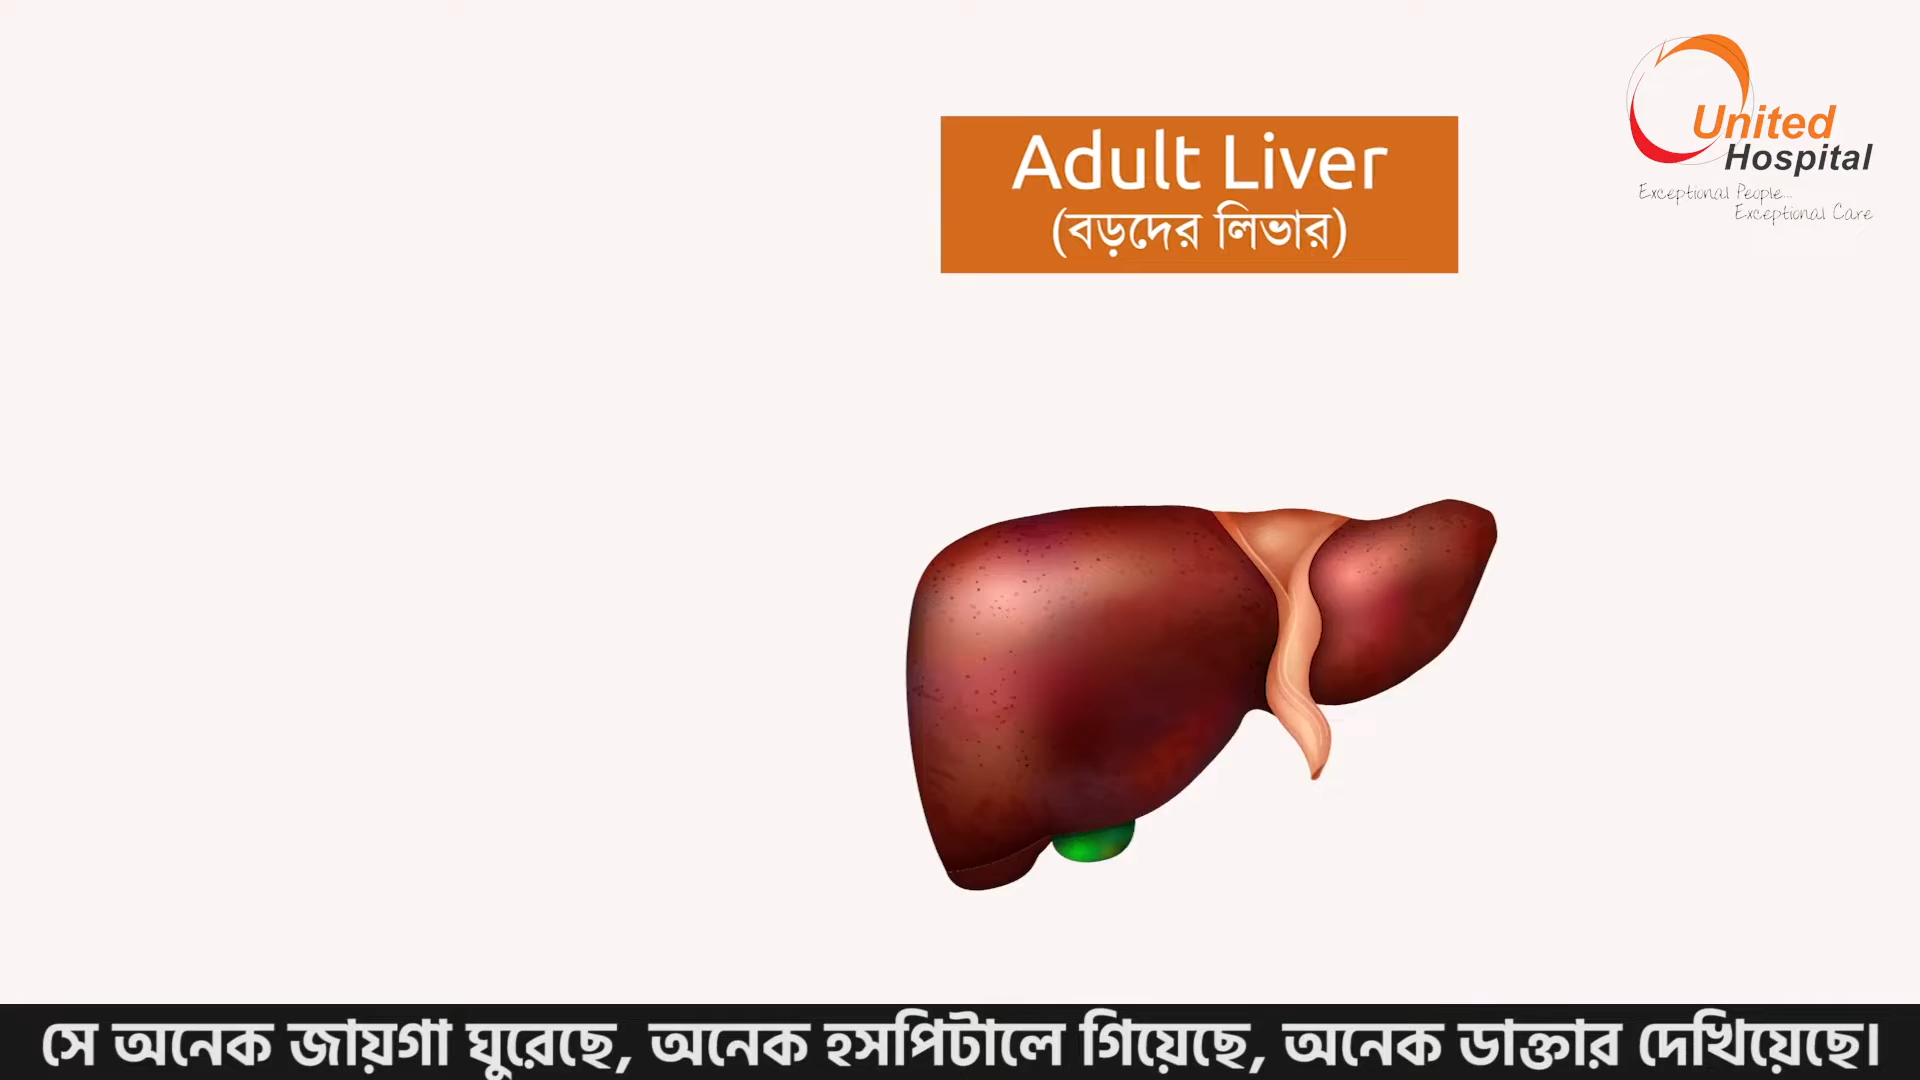 Adult Liver
(বড়দের লিভার)
United
Hospital
Exceptional People...
Exceptional Care
সে অনেক জায়গা ঘুরেছে, অনেক হসপিটালে গিয়েছে, অনেক ডাক্তার দেখিয়েছে।